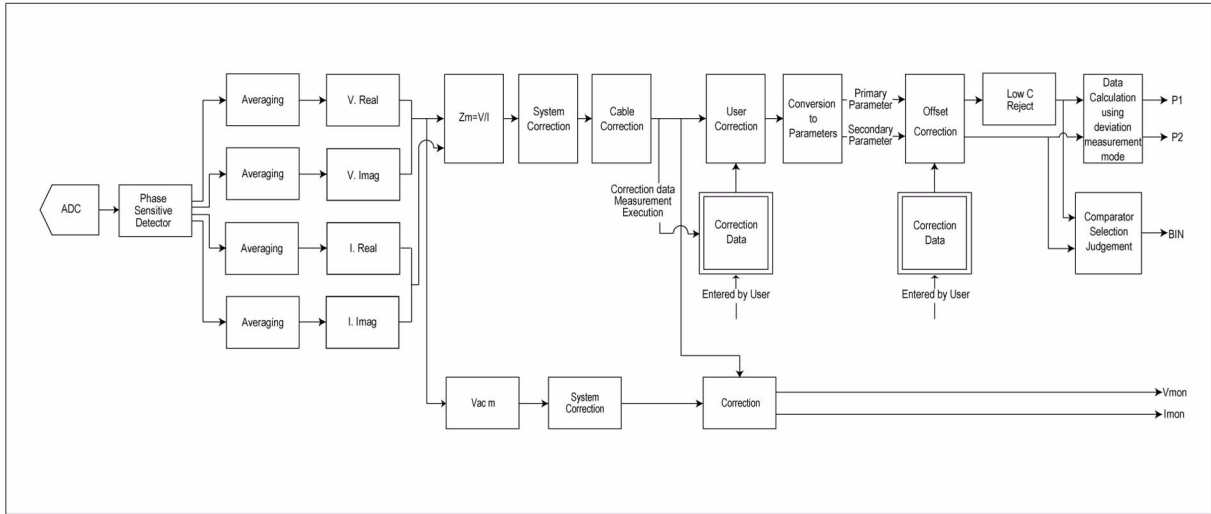 ADC
Phase
Sensitive
Detector
Averaging
V. Real
Averaging
V. Imag
Averaging
I. Real
Averaging
I. Imag
Zm=V/I
System
Correction
Cable
Correction
Correction data
Measurement
Execution
User
Correction
Correction
Data
Entered by User
Conversion
to
Parameters
Primary
Parameter
Secondary
Parameter
Offset
Correction
Correction
Data
Entered by User
Low C
Reject
Data
Calculation
using
deviation
measurement
mode
P1
P2
Comparator
Selection
Judgement
BIN
Vac m
System
Correction
Correction
Vmon
Imon